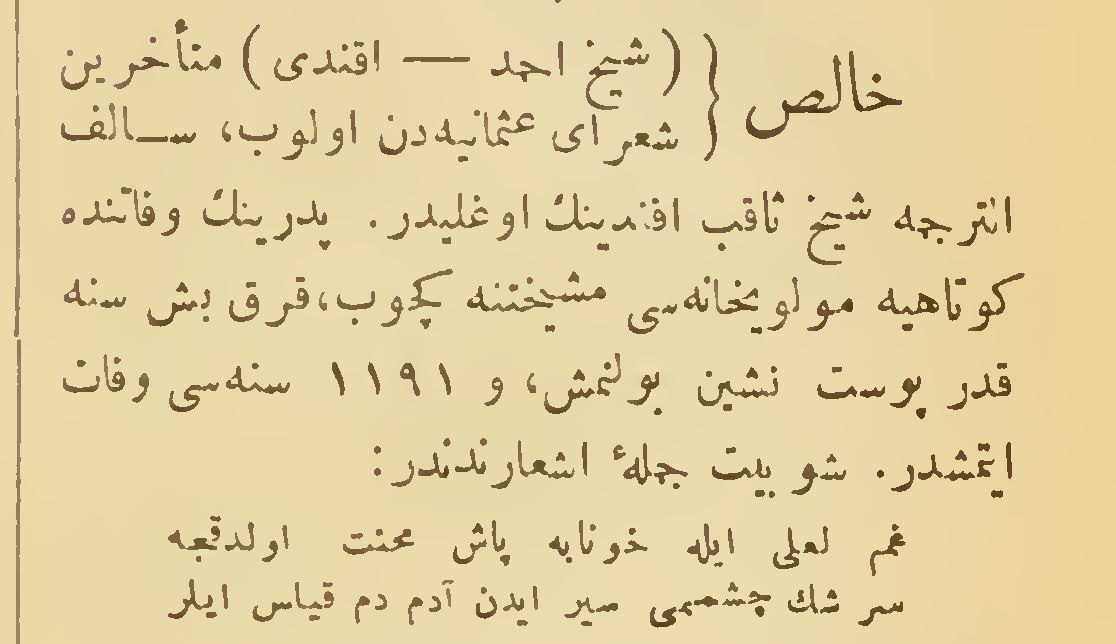 خالص { (شیخ احمد — افندی) متأخرین
شعرای عثمانیه‌دن اولوب، سالف
الترجمه شیخ ثاقب افندینك اوغلیدر. پدرینك وفاتنده
كوتاهیه مولویخانه‌سی مشیختنه كچوب، قرق بش سنه
قدر پوست نشین بولنمش، و ۱۱۹۱ سنه‌سی وفات
ایتمشدر. شو بیت جملهٔ اشعارندندر:
غم لعلی ایله خونابه پاش محنت اولدقجه
سرشك چشممی سیر ایدن آدم دم قیاس ایلر